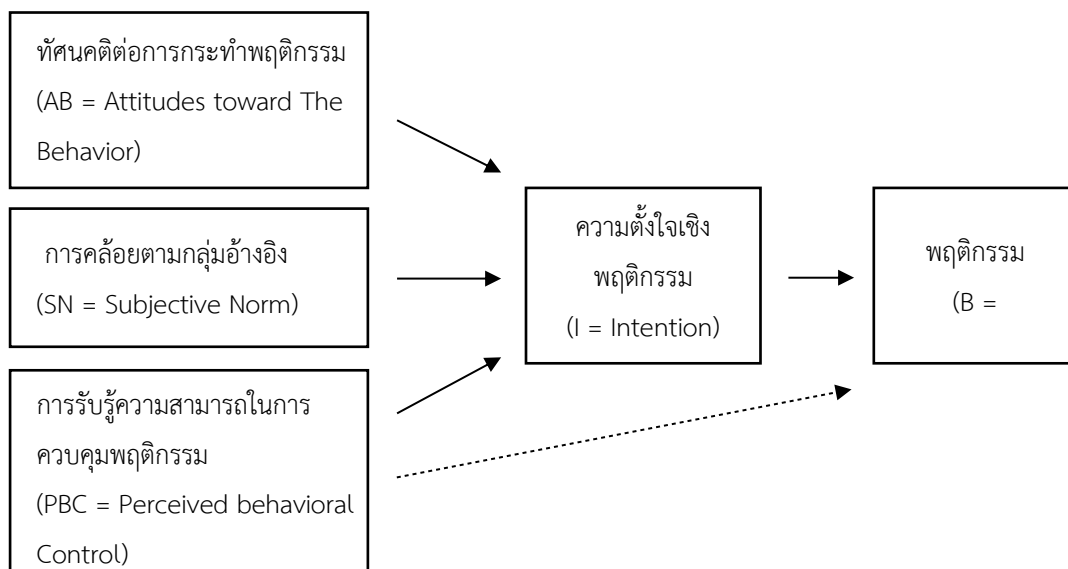 ทัศนคติต่อการกระทำพฤติกรรม
(AB = Attitudes toward The
Behavior)
การคล้อยตามกลุ่มอ้างอิง
(SN = Subjective Norm)
การรับรู้ความสามารถในการ
ควบคุมพฤติกรรม
(PBC = Perceived behavioral
Control)
ความตั้งใจเชิง
พฤติกรรม
(I = Intention)
พฤติกรรม
(B =